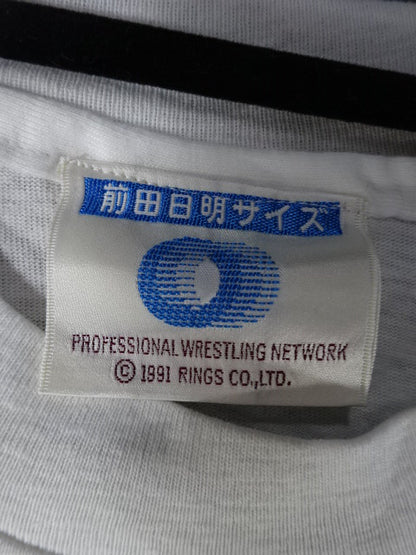 前田日明サイズ
PROFESSIONAL WRESTLING NETWORK
© 1991 RINGS CO.,LTD.